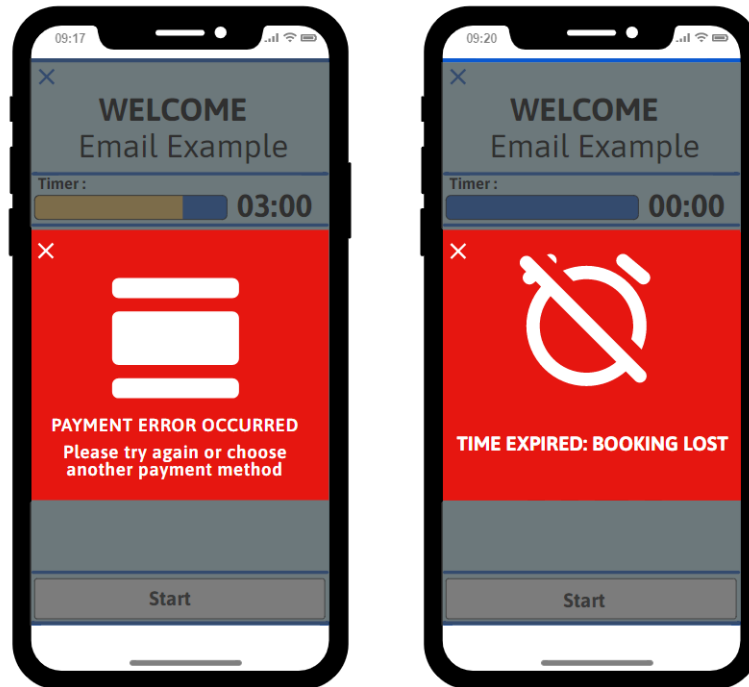 09:17
WELCOME
Email Example
Timer :
03:00
PAYMENT ERROR OCCURRED
Please try again or choose
another payment method
Start
09:20
WELCOME
Email Example
Timer :
00:00
TIME EXPIRED: BOOKING LOST
Start